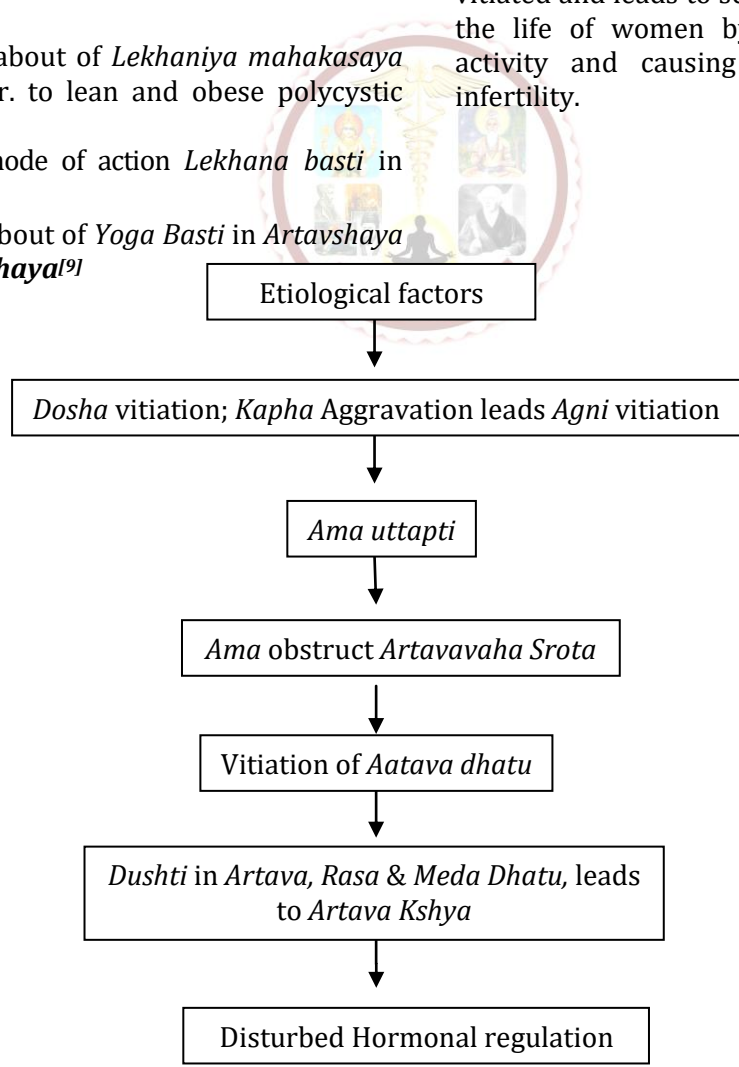 about of Lekhaniya mahakasaya
r. to lean and obese polycystic
mode of action Lekhana basti in
about of Yoga Basti in Artavshaya
haya[9]
the life of women by
activity and causing
infertility.
Etiological factors
Dosha vitiation; Kapha Aggravation leads Agni vitiation
Ama uttapti
Ama obstruct Artavavaha Srota
Vitiation of Aatava dhatu
Dushti in Artava, Rasa & Meda Dhatu, leads
to Artava Kshya
Disturbed Hormonal regulation